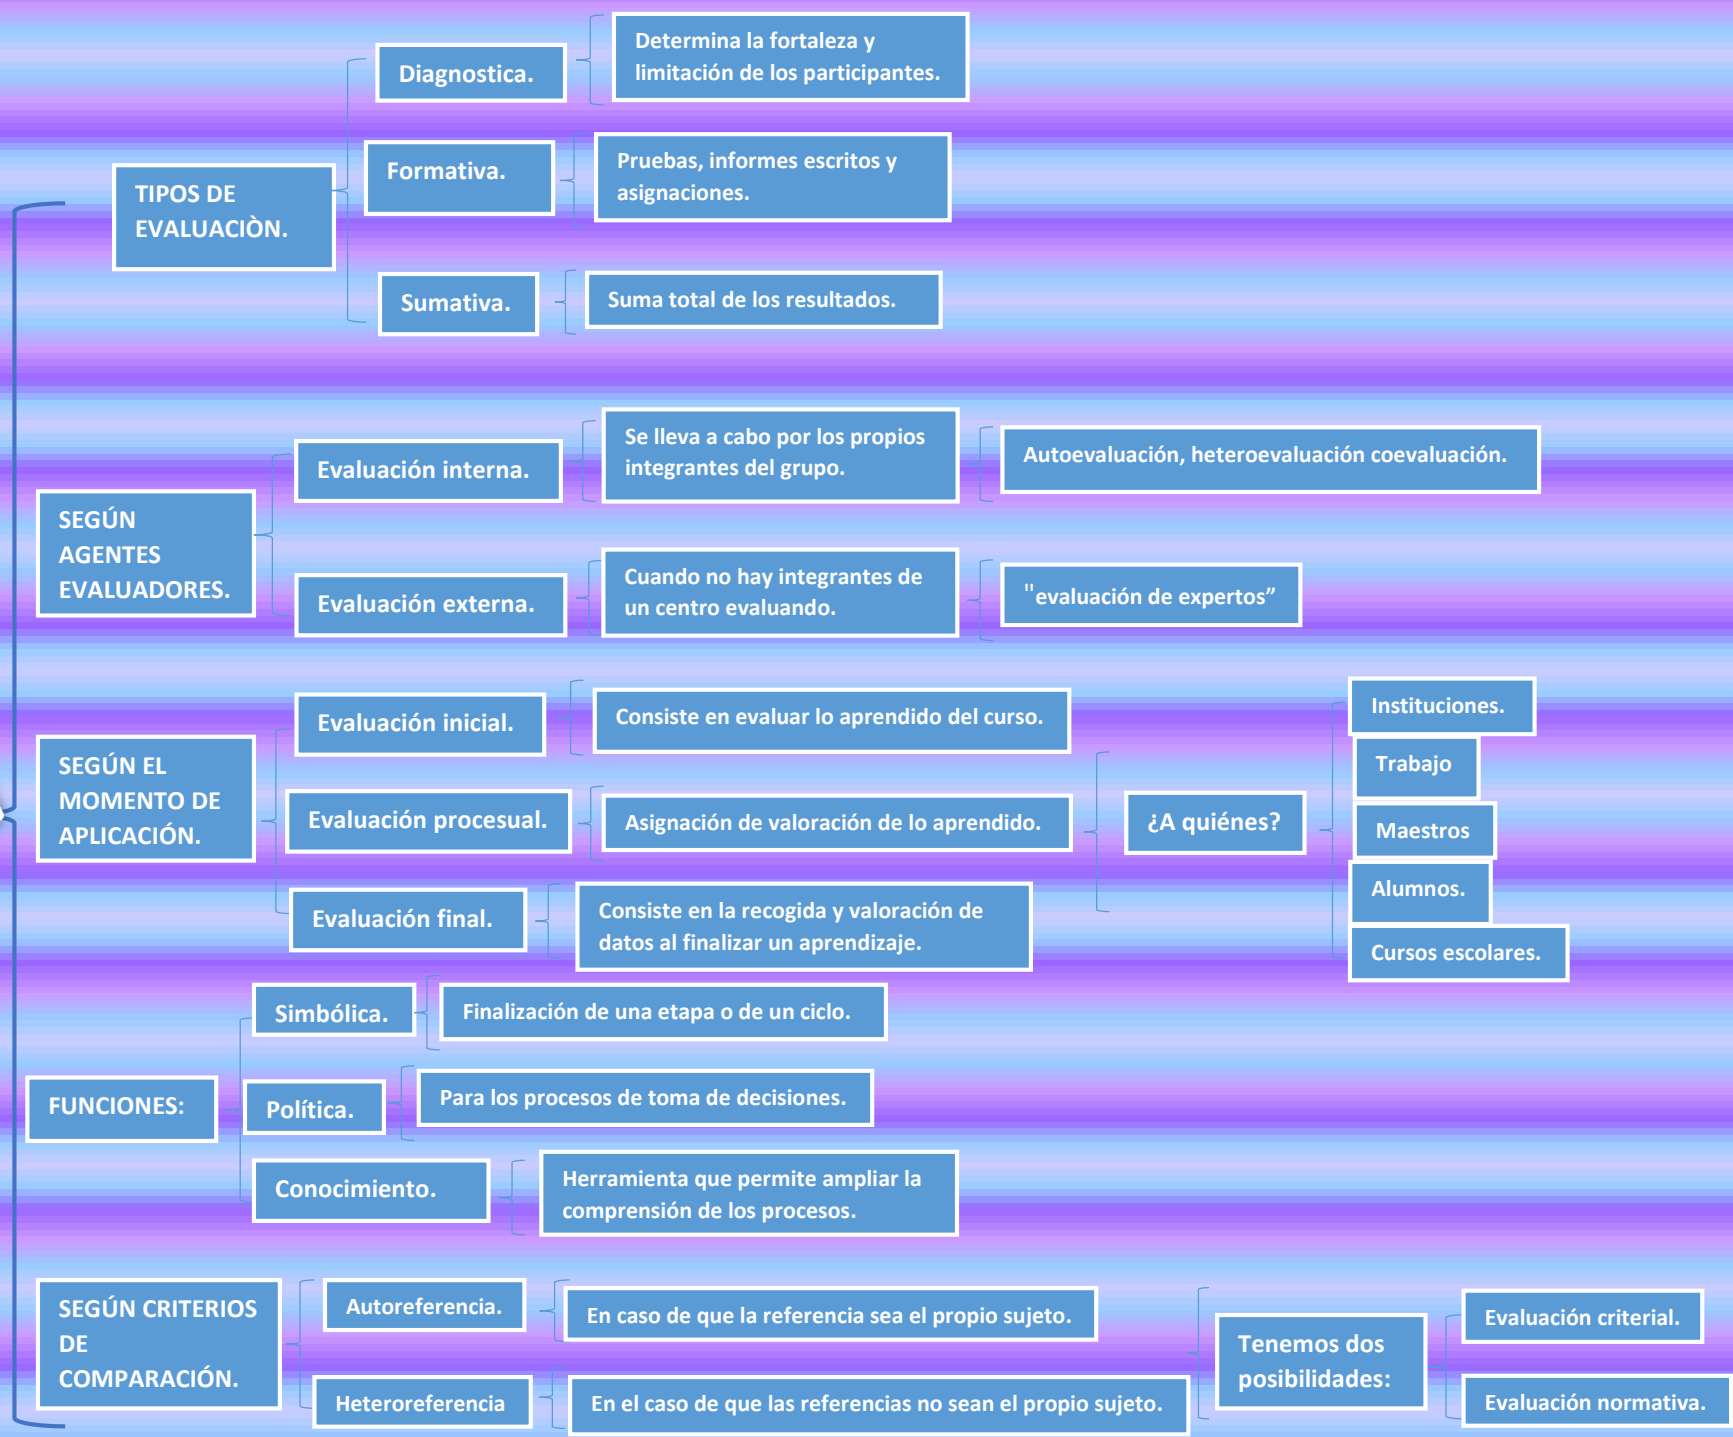 TIPOS DE
EVALUACIÒN.
Diagnostica.
Determina la fortaleza y
limitación de los participantes.
Formativa.
Pruebas, informes escritos y
asignaciones.
Sumativa.
Suma total de los resultados.
SEGÚN
AGENTES
EVALUADORES.
Evaluación interna.
Se lleva a cabo por los propios
integrantes del grupo.
Autoevaluación, heteroevaluación coevaluación.
Evaluación externa.
Cuando no hay integrantes de
un centro evaluando.
"evaluación de expertos”
SEGÚN EL
MOMENTO DE
APLICACIÓN.
Evaluación inicial.
Consiste en evaluar lo aprendido del curso.
Evaluación procesual.
Asignación de valoración de lo aprendido.
Evaluación final.
Consiste en la recogida y valoración de
datos al finalizar un aprendizaje.
¿A quiénes?
Instituciones.
Trabajo
Maestros
Alumnos.
Cursos escolares.
FUNCIONES:
Simbólica.
Finalización de una etapa o de un ciclo.
Política.
Para los procesos de toma de decisiones.
Conocimiento.
Herramienta que permite ampliar la
comprensión de los procesos.
SEGÚN CRITERIOS
DE
COMPARACIÓN.
Autoreferencia.
En caso de que la referencia sea el propio sujeto.
Heteroreferencia
En el caso de que las referencias no sean el propio sujeto.
Tenemos dos
posibilidades:
Evaluación criterial.
Evaluación normativa.